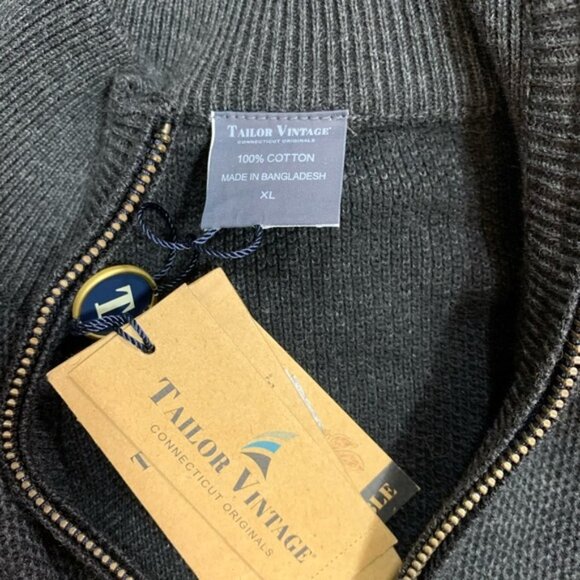 TAILOR VINTAGE®
CONNECTICUT ORIGINALS
100% COTTON
MADE IN BANGLADESH
XL
T
TAILOR VINTAGE®
CONNECTICUT ORIGINALS